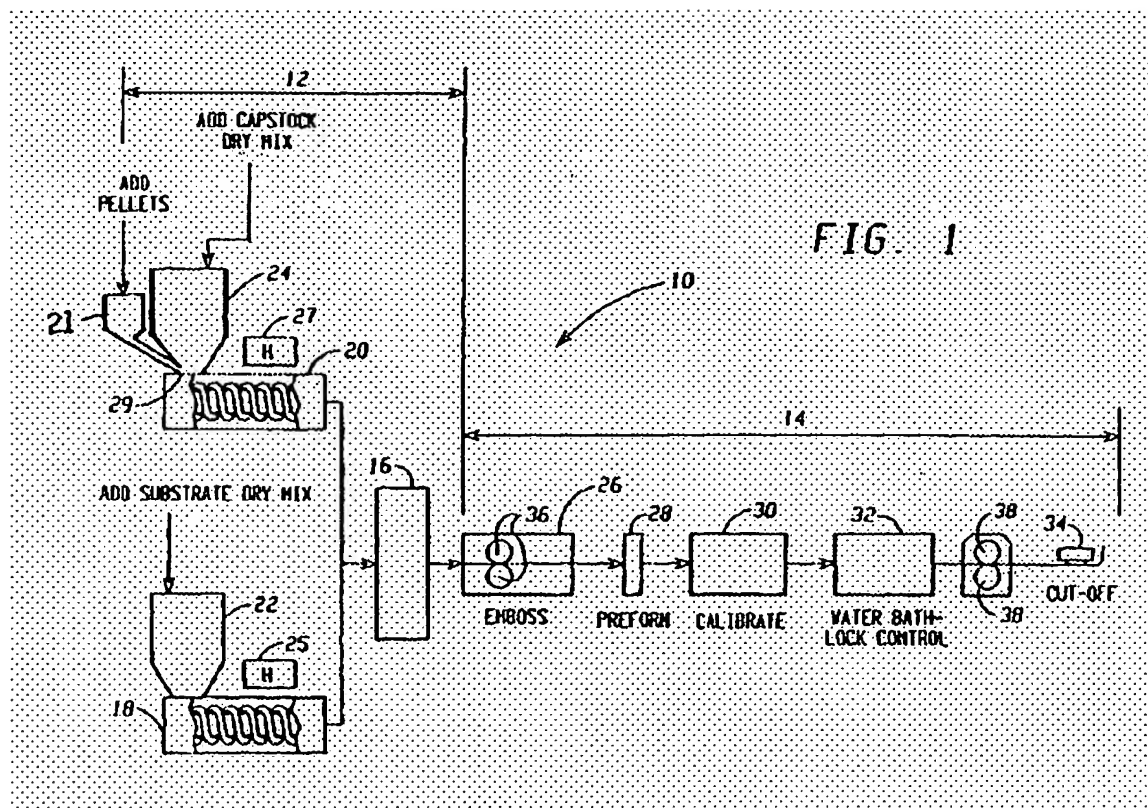 12
ADD CAPSTOCK
DRY MIX
ADD
PELLETS
FIG. 1
24
10
21
27
H
20
29
14
16
ADD SUBSTRATE DRY MIX
36
26
28
30
32
38
34
EMBOSS
PREFORM
CALIBRATE
WATER BATH-
LOCK CONTROL
38
CUT-OFF
22
25
H
18